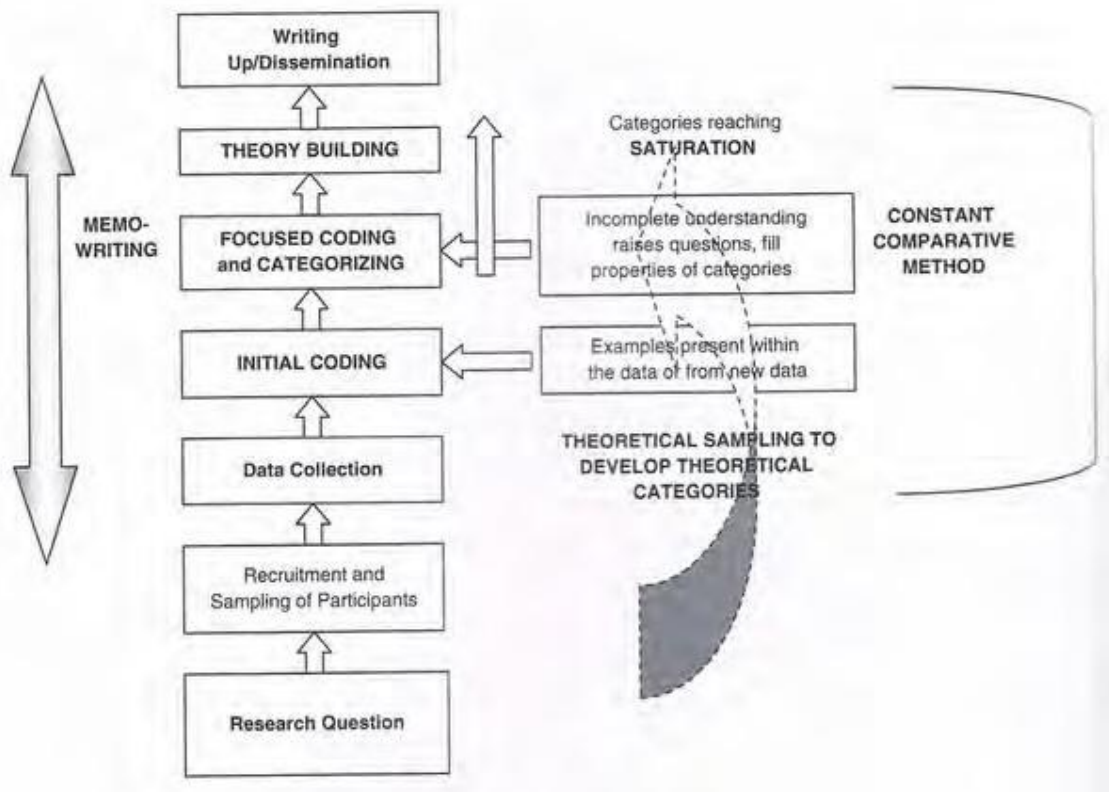 Writing
Up/Dissemination
THEORY BUILDING
FOCUSED CODING
and CATEGORIZING
INITIAL CODING
Data Collection
Recruitment and
Sampling of Participants
Research Question
MEMO-
WRITING
Categories reaching
SATURATION
Incomplete understanding
raises questions, fill
properties of categories
Examples present within
the data or from new data
THEORETICAL SAMPLING TO
DEVELOP THEORETICAL
CATEGORIES
CONSTANT
COMPARATIVE
METHOD